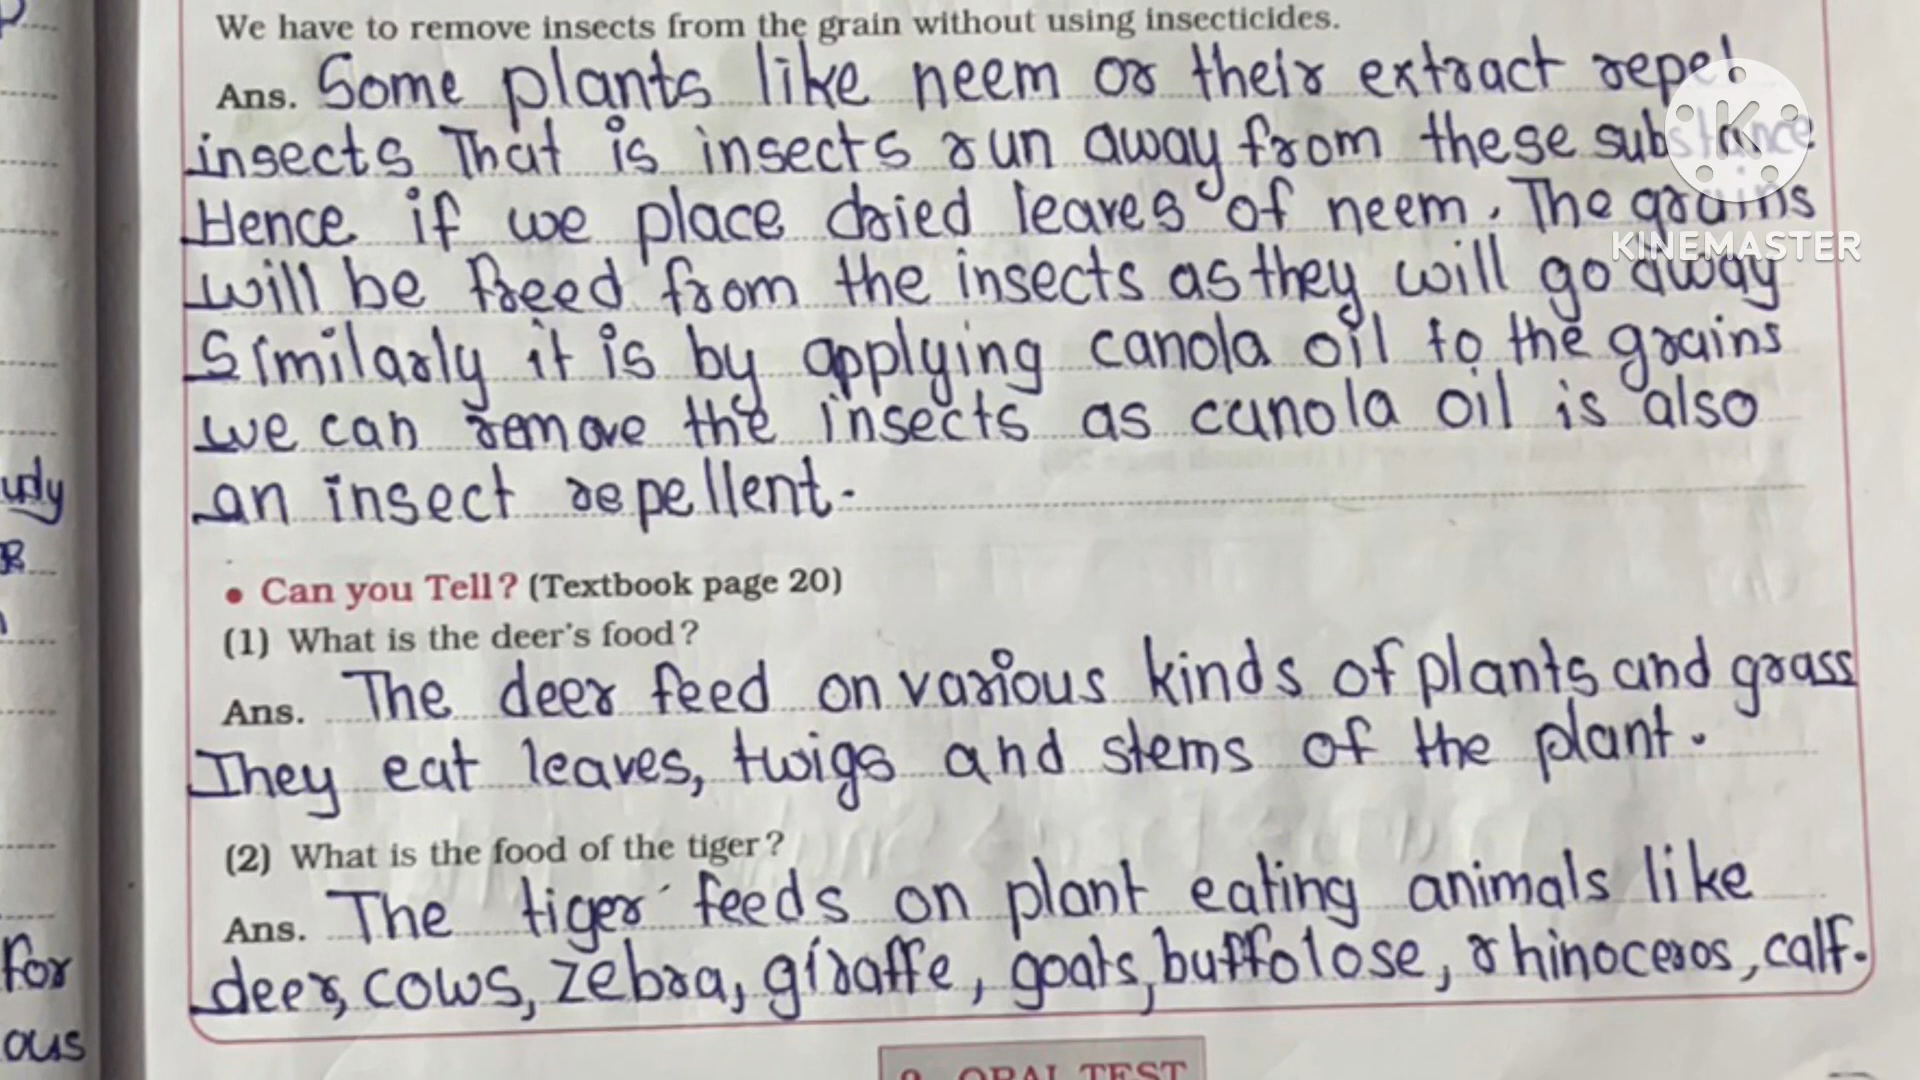 We have to remove insects from the grain without using insecticides.
Ans. Some plants like neem or their extract repel
insects That is insects run away from these substance
Hence if we place dried leaves of neem. The grains
will be freed from the insects as they will go away
Similarly it is by applying canola oil to the grains
we can remove the insects as canola oil is also
an insect repellent.
• Can you Tell? (Textbook page 20)
(1) What is the deer's food?
Ans. The deer feed on various kinds of plants and grass
They eat leaves, twigs and stems of the plant.
(2) What is the food of the tiger?
Ans. The tiger feeds on plant eating animals like
deer, cows, zebra, giraffe, goats, buffolose, rhinoceros, calf.
ORAL TEST
udy
for
ous
K
KINEMASTER